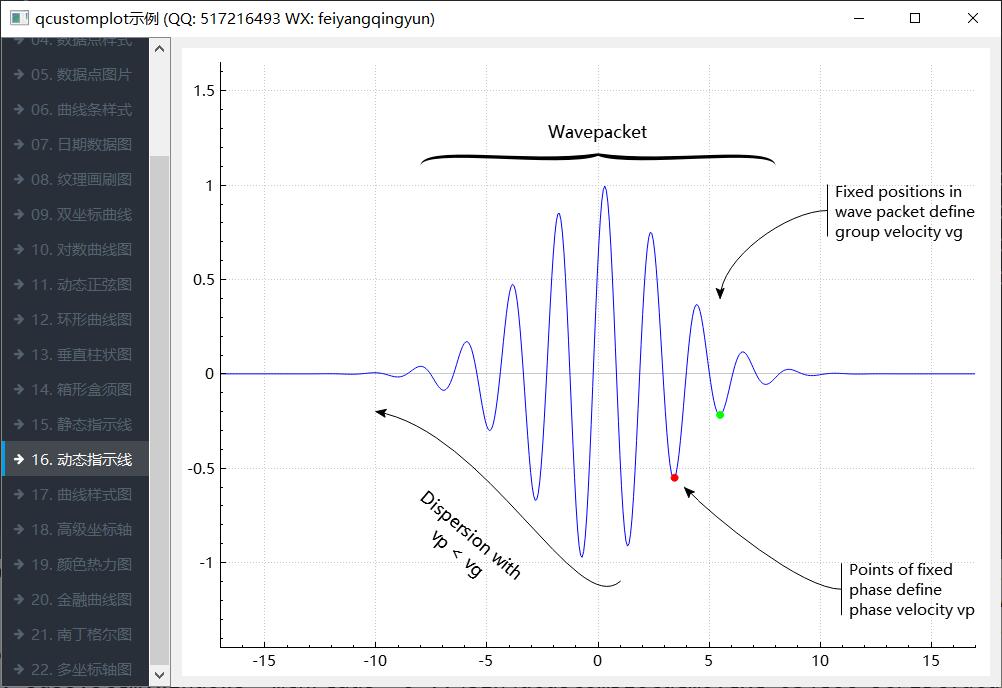 qcustomplot示例 (QQ: 517216493 WX: feiyangqingyun)
04. 数据点样式
05. 数据点图片
06. 曲线条样式
07. 日期数据图
08. 纹理画刷图
09. 双坐标曲线
10. 对数曲线图
11. 动态正弦图
12. 环形曲线图
13. 垂直柱状图
14. 箱形盒须图
15. 静态指示线
16. 动态指示线
17. 曲线样式图
18. 高级坐标轴
19. 颜色热力图
20. 金融曲线图
21. 南丁格尔图
22. 多坐标轴图
1.5
1
0.5
0
-0.5
-1
Wavepacket
Fixed positions in
wave packet define
group velocity vg
Dispersion with
vp < vg
Points of fixed
phase define
phase velocity vp
-15
-10
-5
0
5
10
15